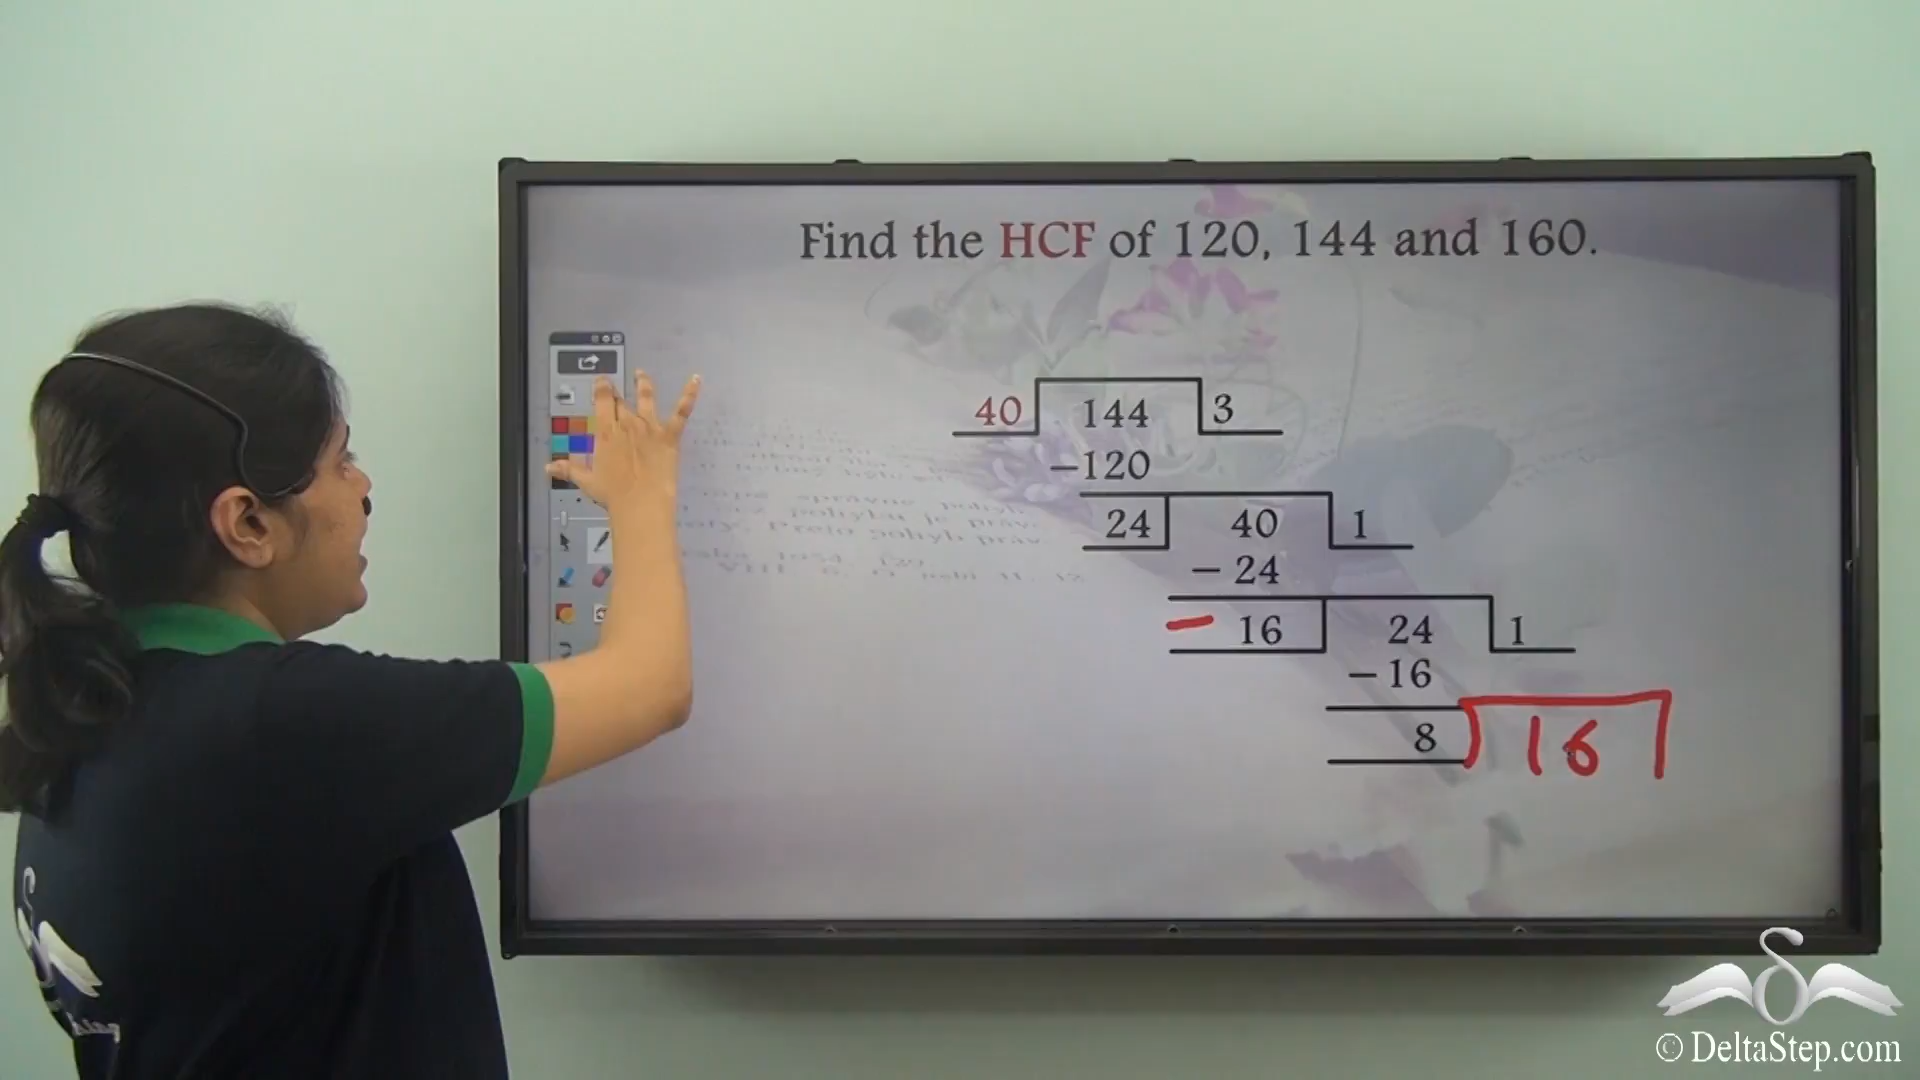 Find the HCF of 120, 144 and 160.
40 144 3
−120
24 40 1
− 24
− 16 24 1
− 16
8 16
© DeltaStep.com